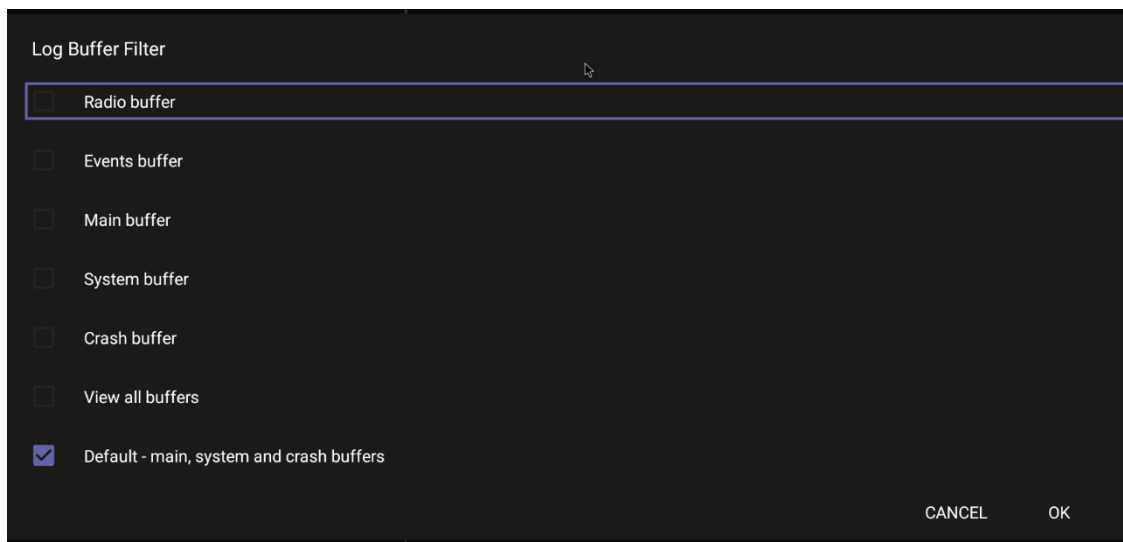 Log Buffer Filter
Radio buffer
Events buffer
Main buffer
System buffer
Crash buffer
View all buffers
Default - main, system and crash buffers
CANCEL OK